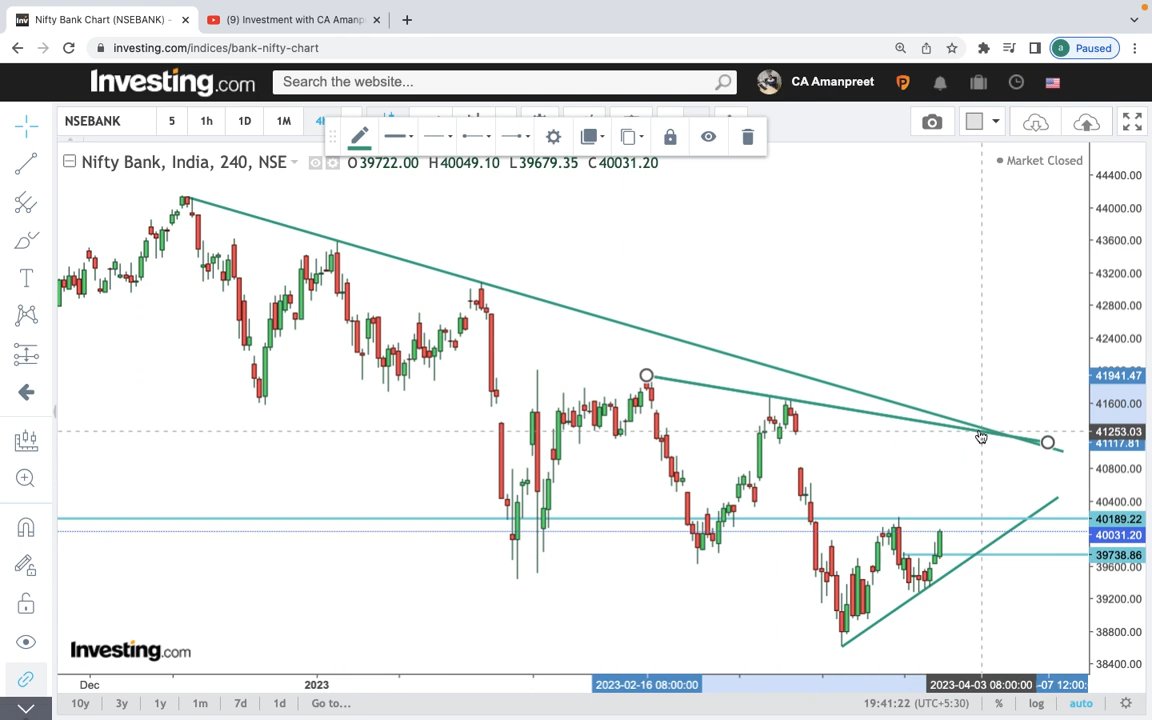 Nifty Bank Chart (NSEBANK) -
(9) Investment with CA Amanp
investing.com/indices/bank-nifty-chart
a Paused
Investing.com
Search the website...
CA Amanpreet
NSEBANK 5 1h 1D 1M
Nifty Bank, India, 240, NSE O39722.00 H40049.10 L39679.35 C40031.20
Market Closed
44400.00
44000.00
43600.00
43200.00
42800.00
42400.00
41941.47
41600.00
41253.03
41117.81
40800.00
40400.00
40189.22
40031.20
39738.86
39600.00
39200.00
38800.00
38400.00
Investing.com
Dec 2023 2023-02-16 08:00:00 2023-04-03 08:00:00 -07 12:00:
10y 3y 1y 1m 7d 1d Go to... 19:41:22 (UTC+5:30) % log auto